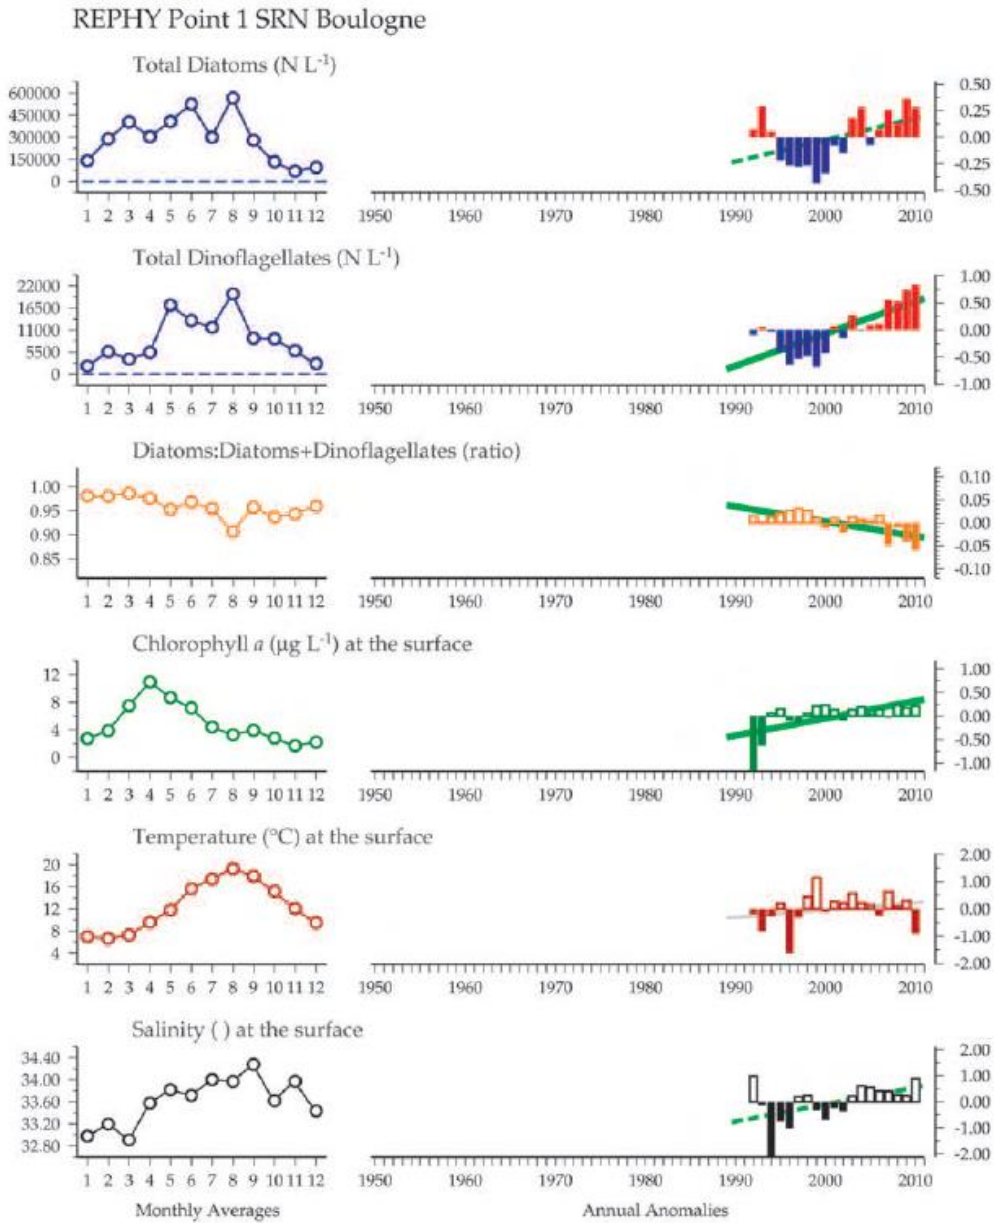 REPHY Point 1 SRN Boulogne
Total Diatoms (N L⁻¹)
600000
450000
300000
150000
0
0.50
0.25
0.00
-0.25
-0.50
1 2 3 4 5 6 7 8 9 10 11 12
1950 1960 1970 1980 1990 2000 2010
Total Dinoflagellates (N L⁻¹)
22000
16500
11000
5500
0
1.00
0.50
0.00
-0.50
-1.00
1 2 3 4 5 6 7 8 9 10 11 12
1950 1960 1970 1980 1990 2000 2010
Diatoms:Diatoms+Dinoflagellates (ratio)
1.00
0.95
0.90
0.85
0.10
0.05
0.00
-0.05
-0.10
1 2 3 4 5 6 7 8 9 10 11 12
1950 1960 1970 1980 1990 2000 2010
Chlorophyll a (µg L⁻¹) at the surface
12
8
4
0
1.00
0.50
0.00
-0.50
-1.00
1 2 3 4 5 6 7 8 9 10 11 12
1950 1960 1970 1980 1990 2000 2010
Temperature (°C) at the surface
20
16
12
8
4
2.00
1.00
0.00
-1.00
-2.00
1 2 3 4 5 6 7 8 9 10 11 12
1950 1960 1970 1980 1990 2000 2010
Salinity ( ) at the surface
34.40
34.00
33.60
33.20
32.80
2.00
1.00
0.00
-1.00
-2.00
1 2 3 4 5 6 7 8 9 10 11 12
1950 1960 1970 1980 1990 2000 2010
Monthly Averages
Annual Anomalies